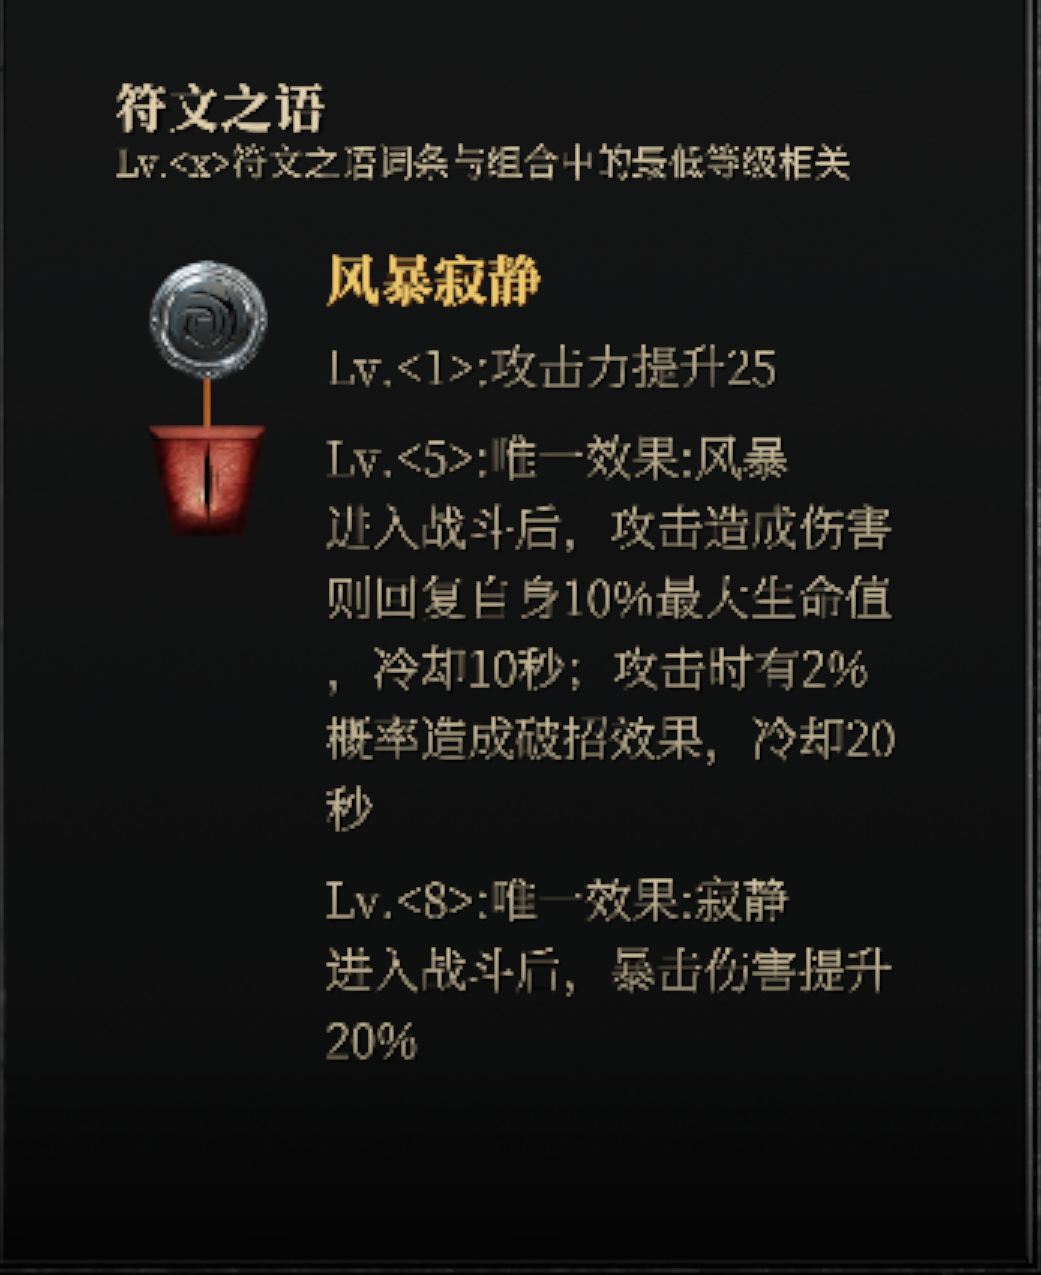 符文之语
Lv.<x>符文之语词条与组合中的最低等级相关
风暴寂静
Lv.<1>:攻击力提升25
Lv.<5>:唯一效果:风暴
进入战斗后，攻击造成伤害
则回复自身10%最大生命值
，冷却10秒；攻击时有2%
概率造成破招效果，冷却20
秒
Lv.<8>:唯一效果:寂静
进入战斗后，暴击伤害提升
20%